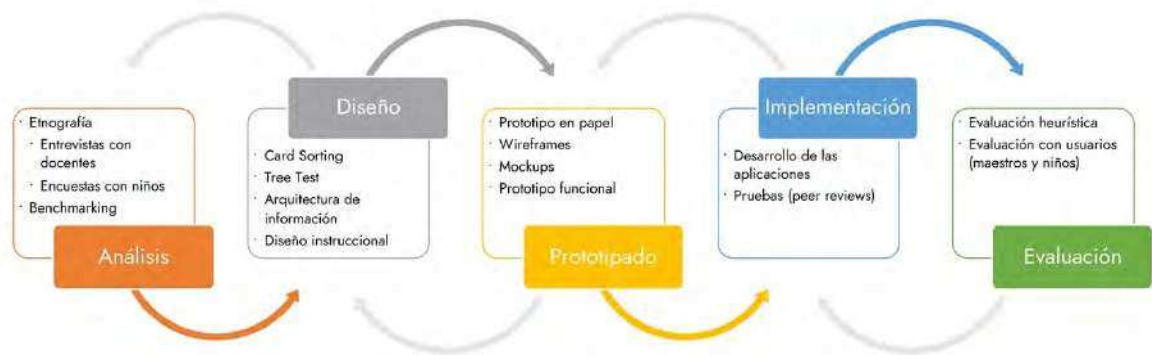 · Etnografía
· Entrevistas con
docentes
· Encuestas con niños
· Benchmarking
Análisis
Diseño
· Card Sorting
· Tree Test
· Arquitectura de
información
· Diseño instruccional
· Prototipo en papel
· Wireframes
· Mockups
· Prototipo funcional
Prototipado
Implementación
· Desarrollo de las
aplicaciones
· Pruebas (peer reviews)
· Evaluación heurística
· Evaluación con usuarios
(maestros y niños)
Evaluación